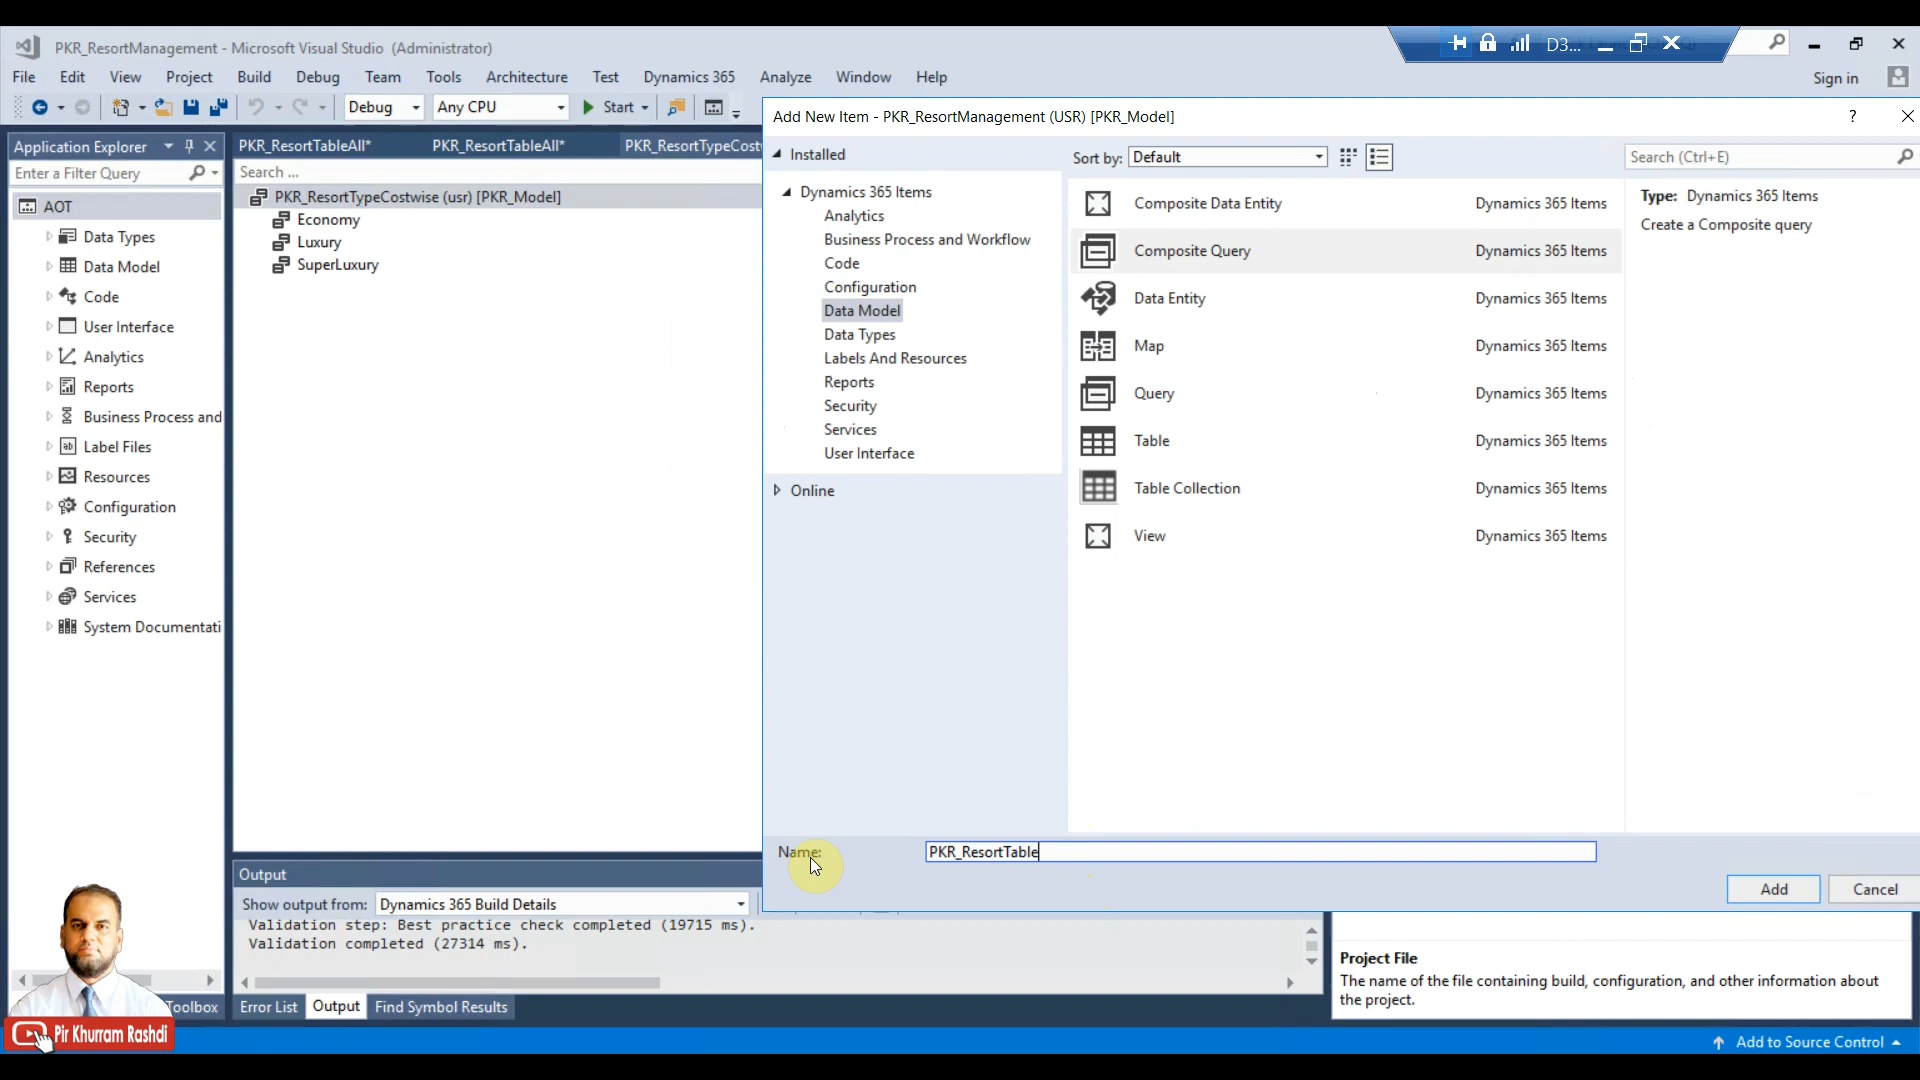 PKR_ResortManagement - Microsoft Visual Studio (Administrator)
D3...
File Edit View Project Build Debug Team Tools Architecture Test Dynamics 365 Analyze Window Help
Sign in
Debug
Any CPU
Start
Application Explorer
Enter a Filter Query
AOT
Data Types
Data Model
Code
User Interface
Analytics
Reports
Business Process and
Label Files
Resources
Configuration
Security
References
Services
System Documentati
Toolbox
PKR_ResortTableAll*
PKR_ResortTableAll*
PKR_ResortTypeCost
Search ...
PKR_ResortTypeCostwise (usr) [PKR_Model]
Economy
Luxury
SuperLuxury
Add New Item - PKR_ResortManagement (USR) [PKR_Model]
?
Installed
Dynamics 365 Items
Analytics
Business Process and Workflow
Code
Configuration
Data Model
Data Types
Labels And Resources
Reports
Security
Services
User Interface
Online
Sort by: Default
Search (Ctrl+E)
Composite Data Entity Dynamics 365 Items
Composite Query Dynamics 365 Items
Data Entity Dynamics 365 Items
Map Dynamics 365 Items
Query Dynamics 365 Items
Table Dynamics 365 Items
Table Collection Dynamics 365 Items
View Dynamics 365 Items
Type: Dynamics 365 Items
Create a Composite query
Name: PKR_ResortTable
Add
Cancel
Output
Show output from: Dynamics 365 Build Details
Validation step: Best practice check completed (19715 ms).
Validation completed (27314 ms).
Error List Output Find Symbol Results
Project File
The name of the file containing build, configuration, and other information about
the project.
Add to Source Control
Pir Khurram Rashdi